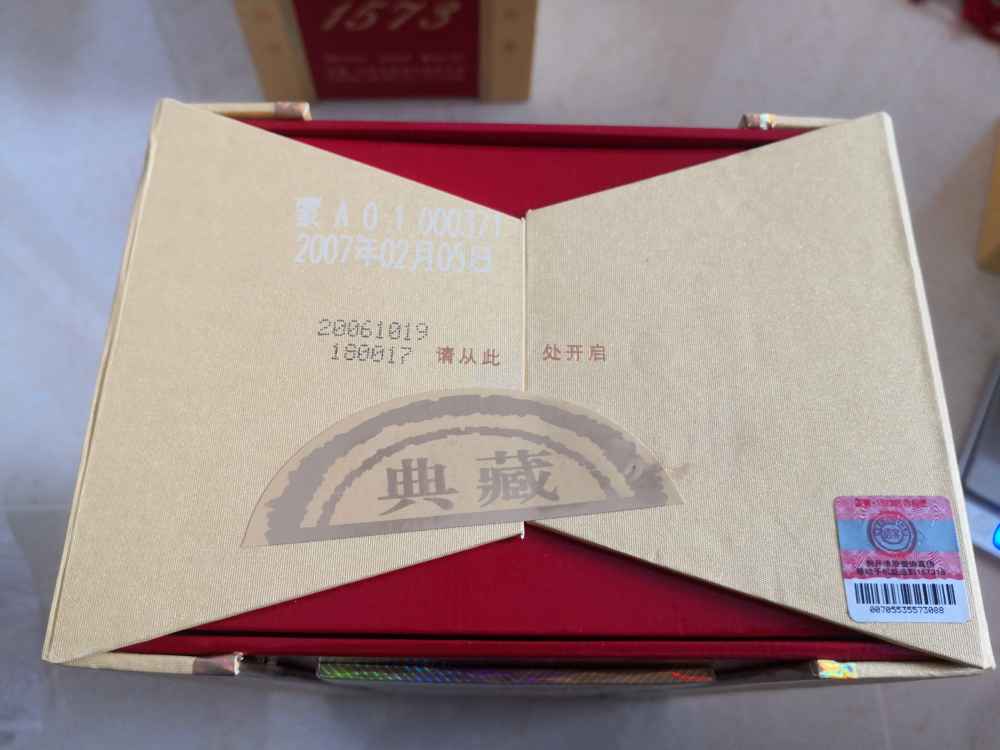 1573
蒙A01 000371
2007年02月05日
20061019
180017 请从此 处开启
典藏
00705535573088